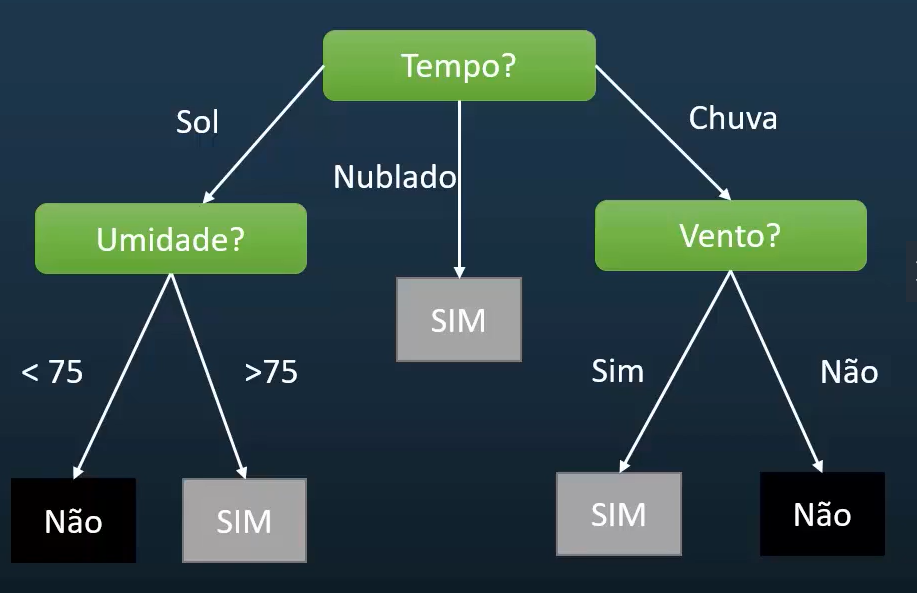 Tempo?
Sol
Nublado
Chuva
Umidade?
Vento?
SIM
< 75
>75
Sim
Não
Não
SIM
SIM
Não